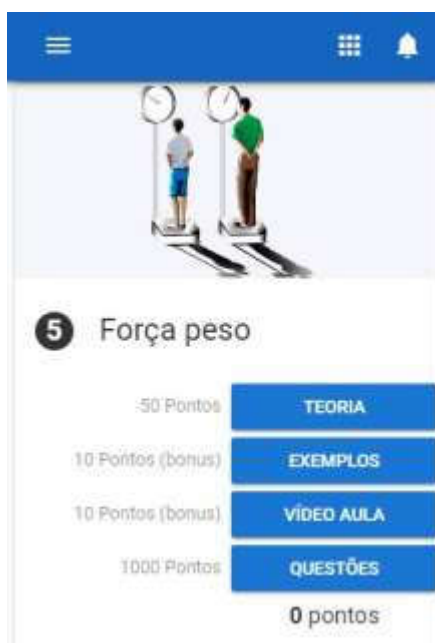 5 Força peso
50 Pontos TEORIA
10 Pontos (bonus) EXEMPLOS
10 Pontos (bonus) VÍDEO AULA
1000 Pontos QUESTÕES
0 pontos